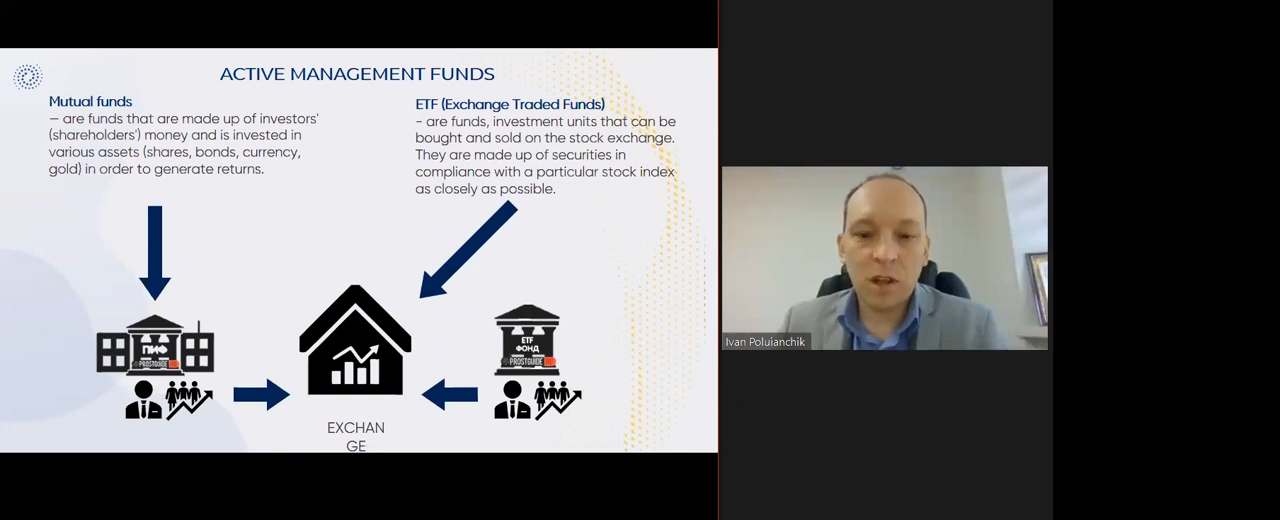 ACTIVE MANAGEMENT FUNDS
Mutual funds
— are funds that are made up of investors'
(shareholders') money and is invested in
various assets (shares, bonds, currency,
gold) in order to generate returns.
ETF (Exchange Traded Funds)
- are funds, investment units that can be
bought and sold on the stock exchange.
They are made up of securities in
compliance with a particular stock index
as closely as possible.
ПИФ
PROSTGUIDE
ETF
ФОНД
PROSTGUIDE
EXCHAN
GE
Ivan Poluianchik